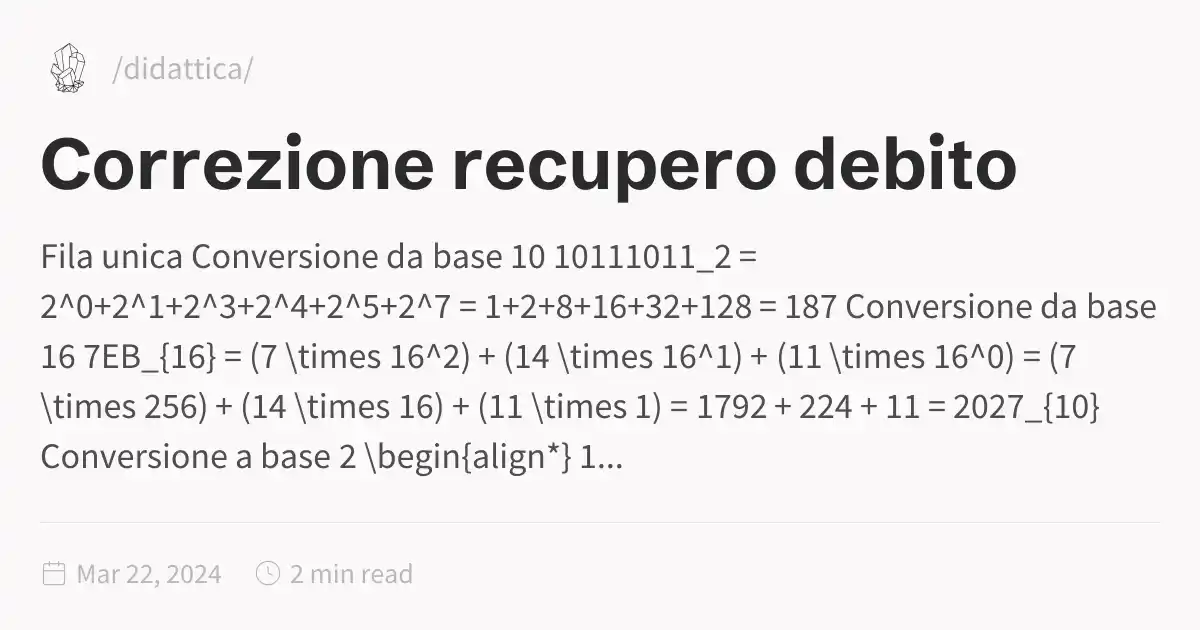 /didattica/
Correzione recupero debito
Fila unica Conversione da base 10 10111011_2 =
2^0+2^1+2^3+2^4+2^5+2^7 = 1+2+8+16+32+128 = 187 Conversione da base
16 7EB_{16} = (7 \times 16^2) + (14 \times 16^1) + (11 \times 16^0) = (7
\times 256) + (14 \times 16) + (11 \times 1) = 1792 + 224 + 11 = 2027_{10}
Conversione a base 2 \begin{align*} 1...
Mar 22, 2024 2 min read